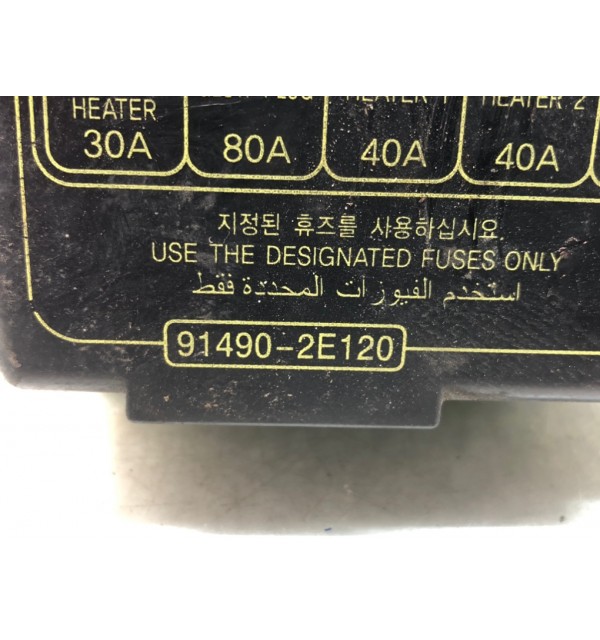 HEATER
30A
80A
40A
HEATER 2
40A
지정된 휴즈를 사용하십시요.
USE THE DESIGNATED FUSES ONLY
استخدم الفيوزات المحددة فقط
91490-2E120